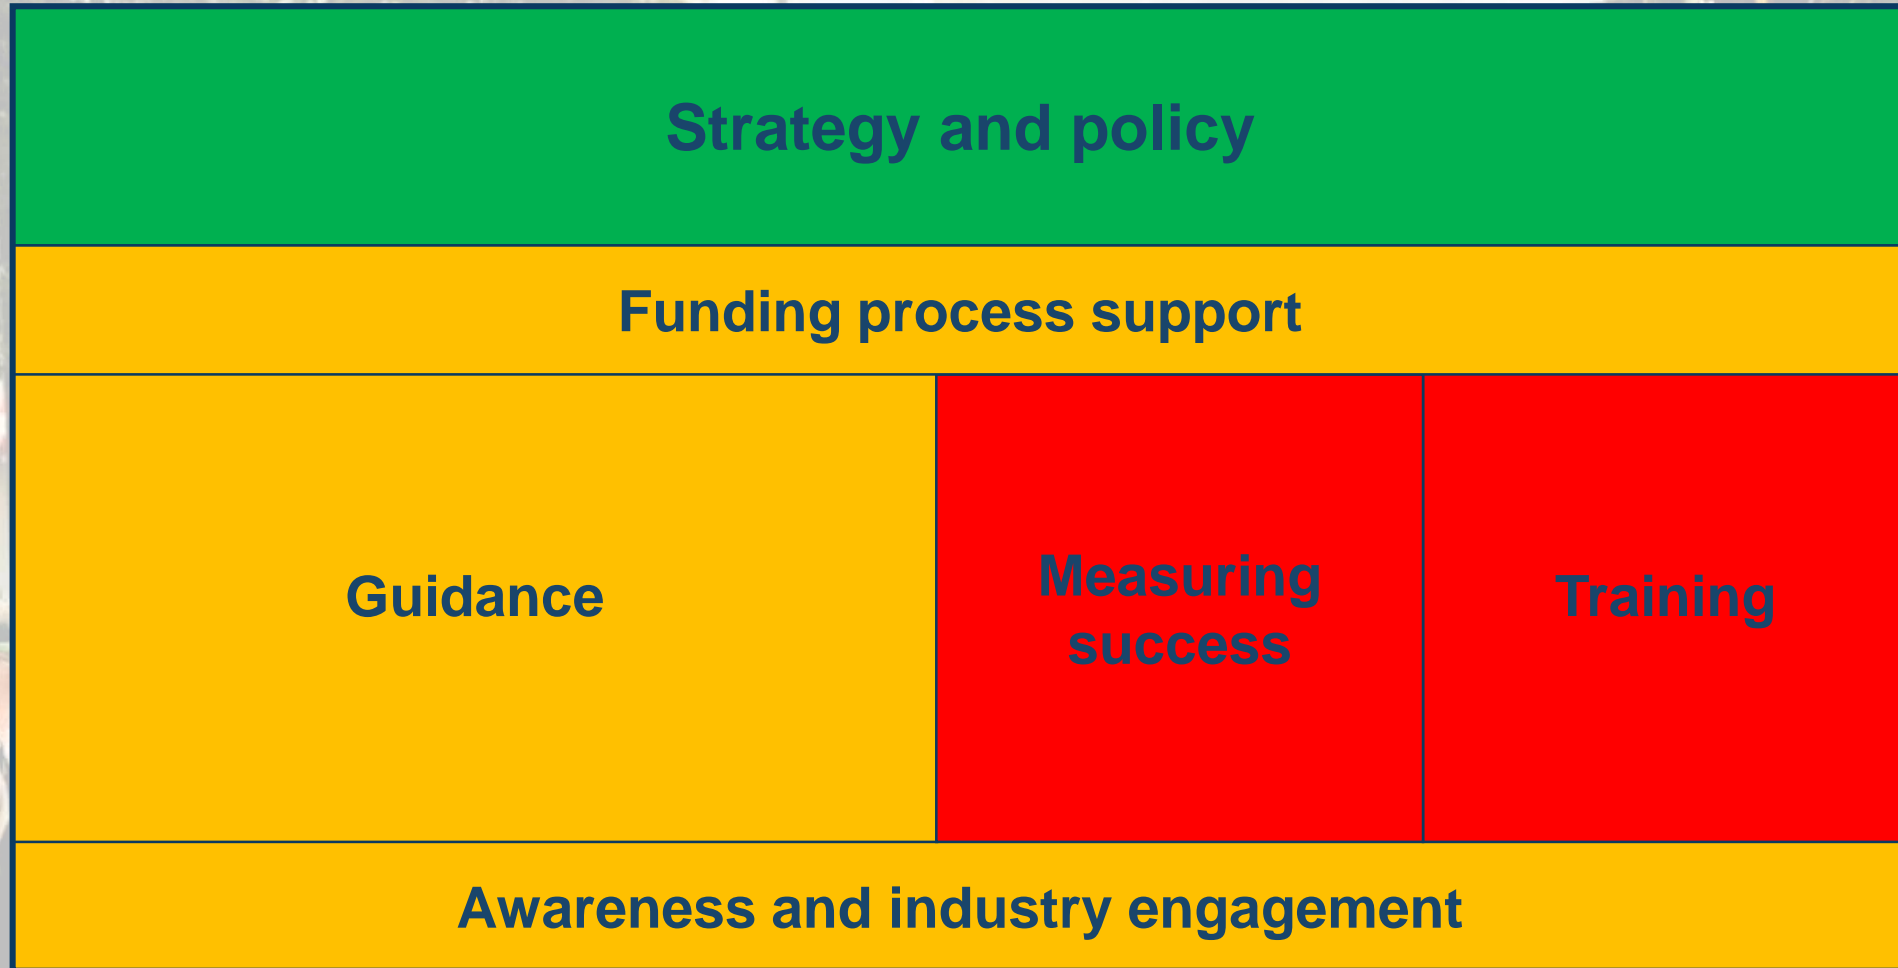 Strategy and policy
Funding process support
Guidance
Measuring
success
Training
Awareness and industry engagement